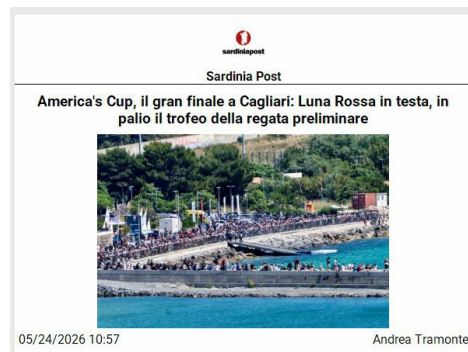 sardiniapost
Sardinia Post
America's Cup, il gran finale a Cagliari: Luna Rossa in testa, in
palio il trofeo della regata preliminare
05/24/2026 10:57
Andrea Tramonte